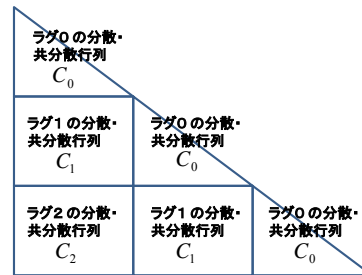 ラグ0の分散・
共分散行列
C₀
ラグ1の分散・
共分散行列
C₁
ラグ0の分散・
共分散行列
C₀
ラグ2の分散・
共分散行列
C₂
ラグ1の分散・
共分散行列
C₁
ラグ0の分散・
共分散行列
C₀